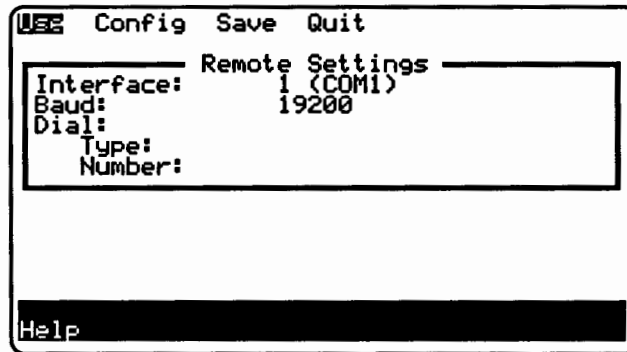 Use Config Save Quit
Remote Settings
Interface: 1 (COM1)
Baud: 19200
Dial:
Type:
Number:
Help